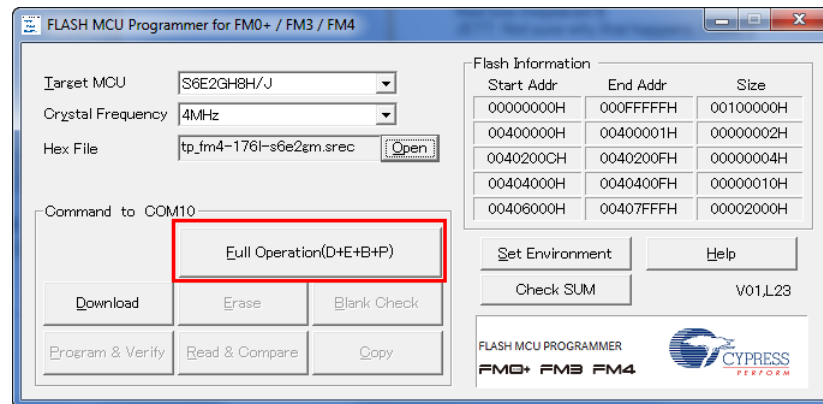 FLASH MCU Programmer for FM0+ / FM3 / FM4
Target MCU
S6E2GH8H/J
Crystal Frequency
4MHz
Hex File
tp_fm4-176l-s6e2gm.srec
Open
Flash Information
Start Addr End Addr Size
00000000H 000FFFFFH 00100000H
00400000H 00400001H 00000002H
0040200CH 0040200FH 00000004H
00404000H 0040400FH 00000010H
00406000H 00407FFFH 00002000H
Command to COM10
Full Operation(D+E+B+P)
Download Erase Blank Check
Program & Verify Read & Compare Copy
Set Environment Help
Check SUM V01,L23
FLASH MCU PROGRAMMER
FM0+ FM3 FM4
CYPRESS
PERFORM